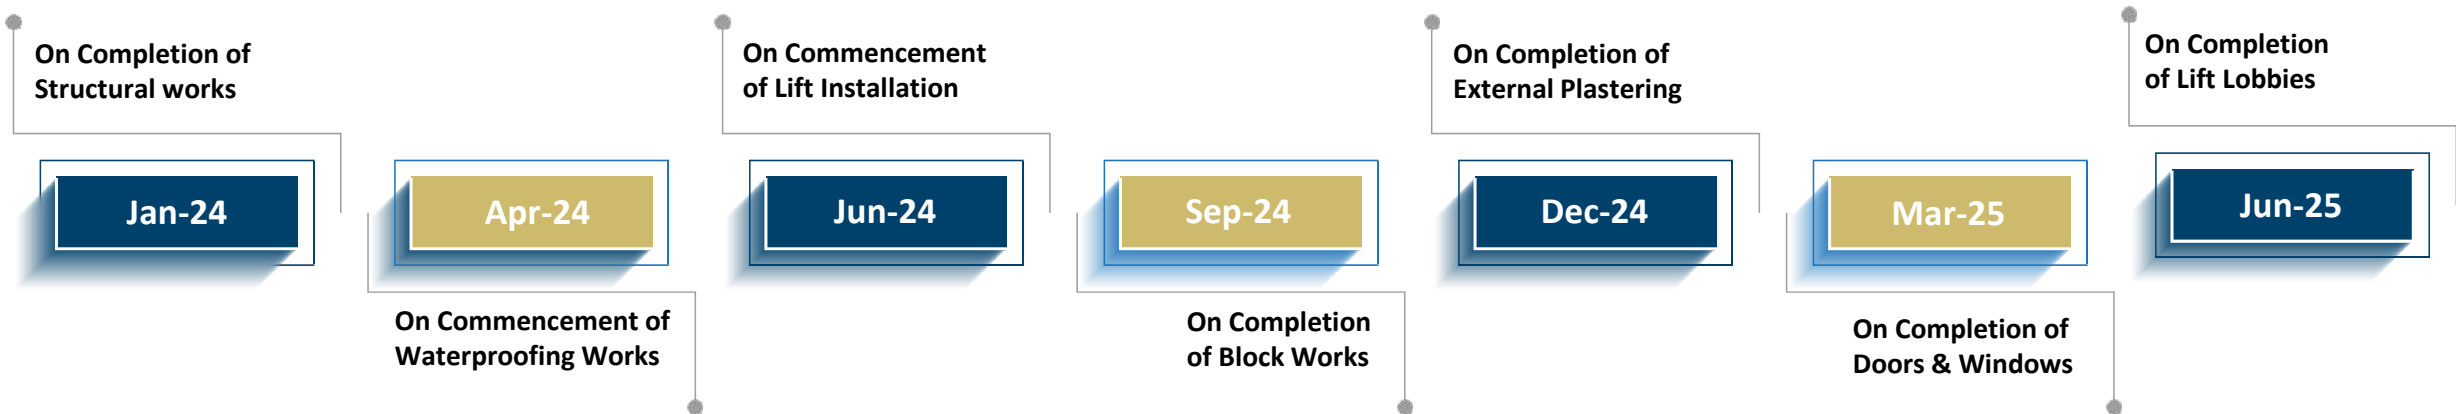 On Completion of
Structural works
Jan-24
Apr-24
On Commencement of
Waterproofing Works
On Commencement
of Lift Installation
Jun-24
Sep-24
On Completion
of Block Works
On Completion of
External Plastering
Dec-24
Mar-25
On Completion of
Doors & Windows
On Completion
of Lift Lobbies
Jun-25